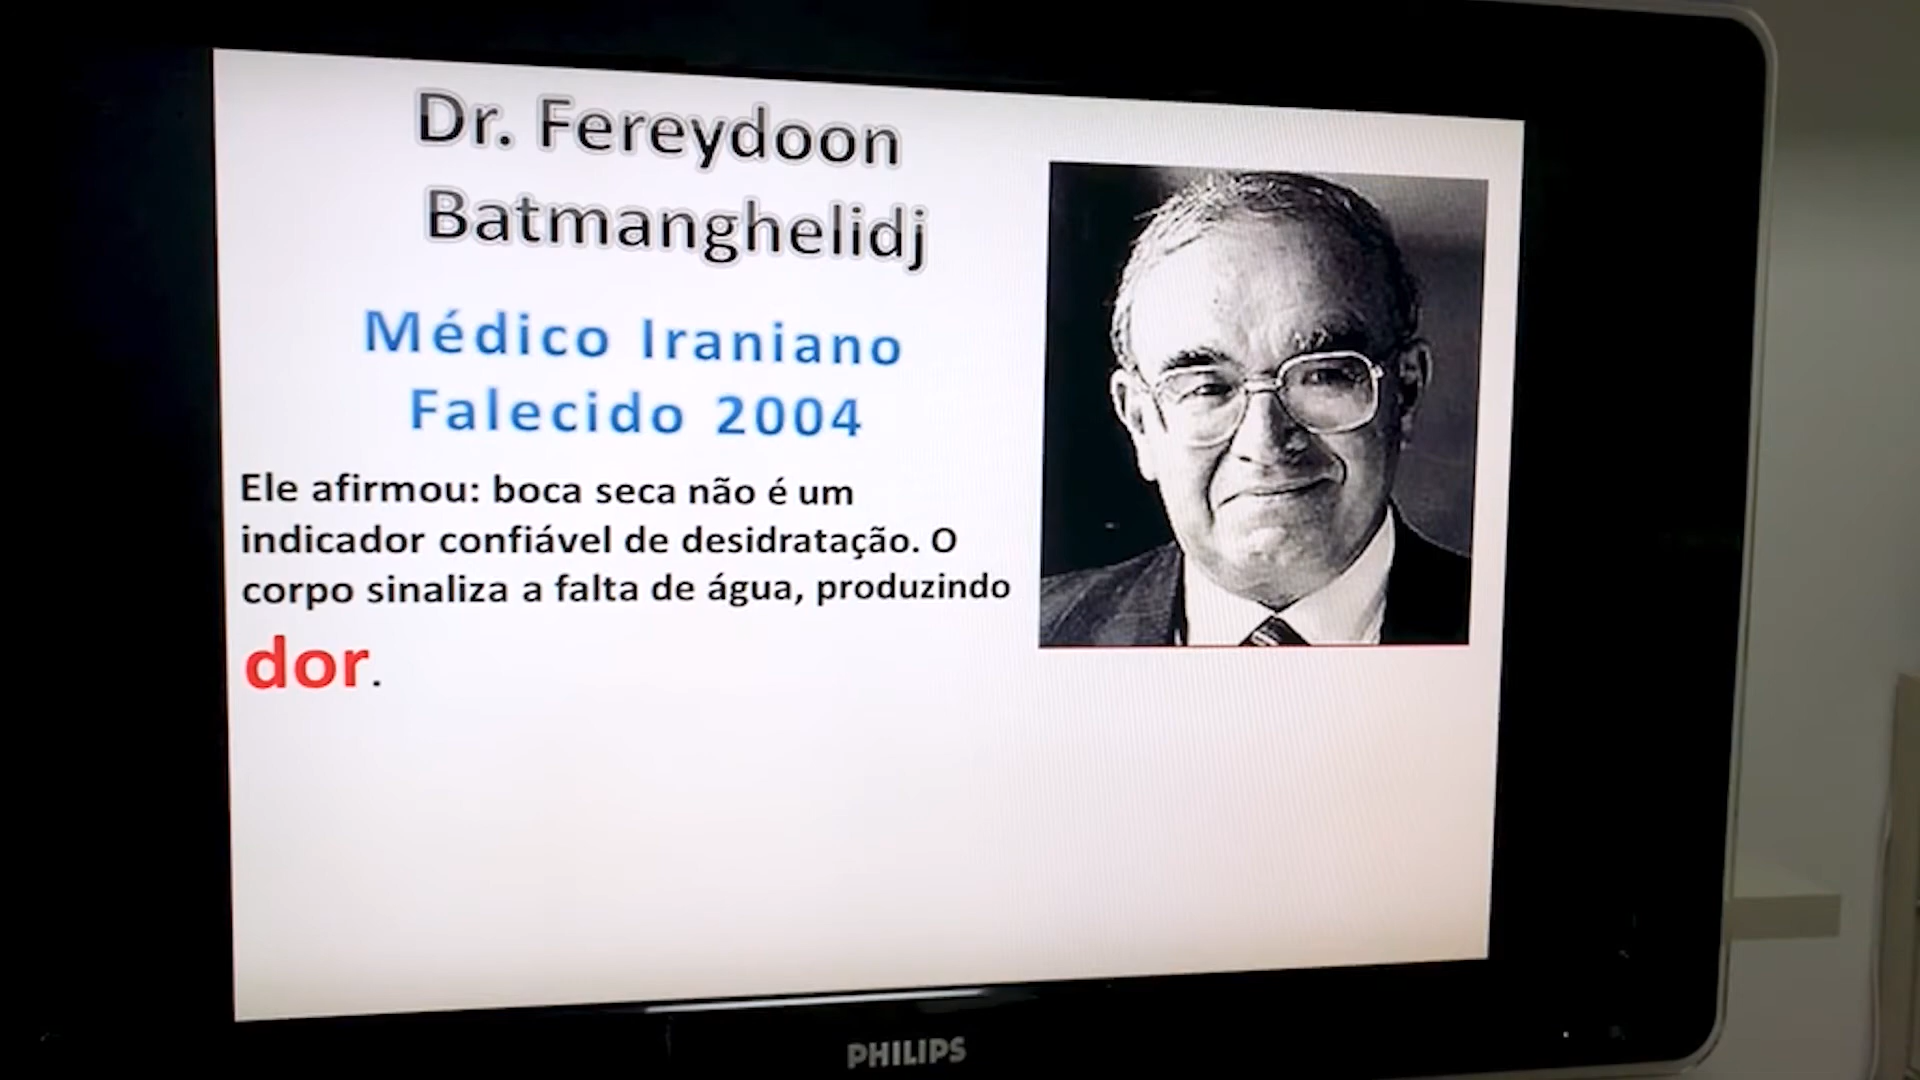 Dr. Fereydoon
Batmanghelidj
Médico Iraniano
Falecido 2004
Ele afirmou: boca seca não é um
indicador confiável de desidratação. O
corpo sinaliza a falta de água, produzindo
dor.
PHILIPS